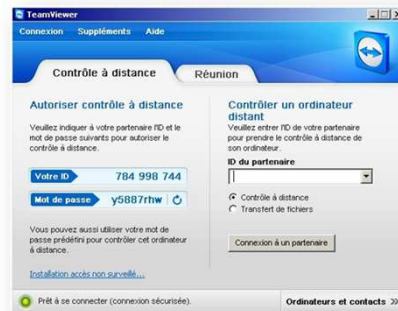 TeamViewer
Connexion Suppléments Aide
Contrôle à distance
Réunion
Autoriser contrôle à distance
Veuillez indiquer à votre partenaire l'ID et le
mot de passe suivants pour autoriser le
contrôle à distance.
Votre ID 784 998 744
Mot de passe y5887rhw
Vous pouvez aussi utiliser votre mot de
passe prédéfini pour contrôler cet ordinateur
à distance.
Installation accès non surveillé...
Contrôler un ordinateur
distant
Veuillez entrer l'ID de votre partenaire
pour prendre le contrôle à distance de
son ordinateur.
ID du partenaire
Contrôle à distance
Transfert de fichiers
Connexion à un partenaire
Prêt à se connecter (connexion sécurisée).
Ordinateurs et contacts >>